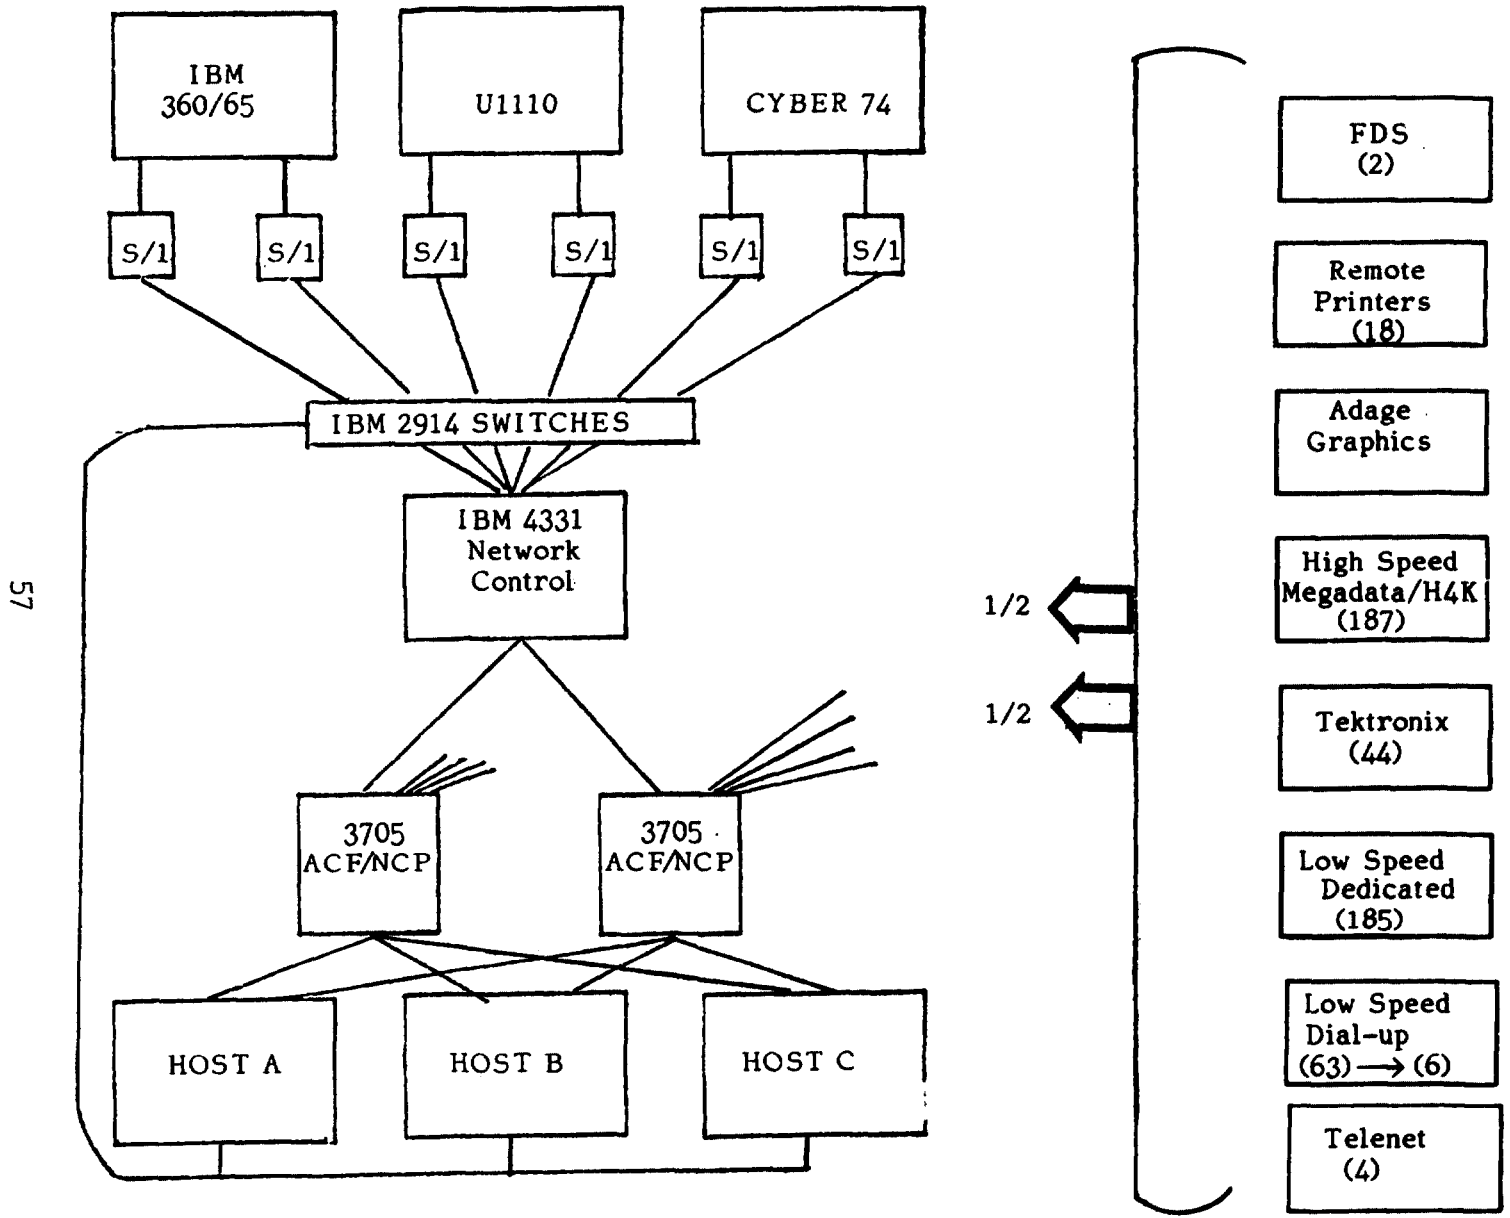 IBM
360/65
U1110
CYBER 74
S/1
S/1
S/1
S/1
S/1
S/1
IBM 2914 SWITCHES
IBM 4331
Network
Control
3705
ACF/NCP
3705
ACF/NCP
HOST A
HOST B
HOST C
1/2
1/2
FDS
(2)
Remote
Printers
(18)
Adage
Graphics
High Speed
Megadata/H4K
(187)
Tektronix
(44)
Low Speed
Dedicated
(185)
Low Speed
Dial-up
(63)→(6)
Telenet
(4)
57